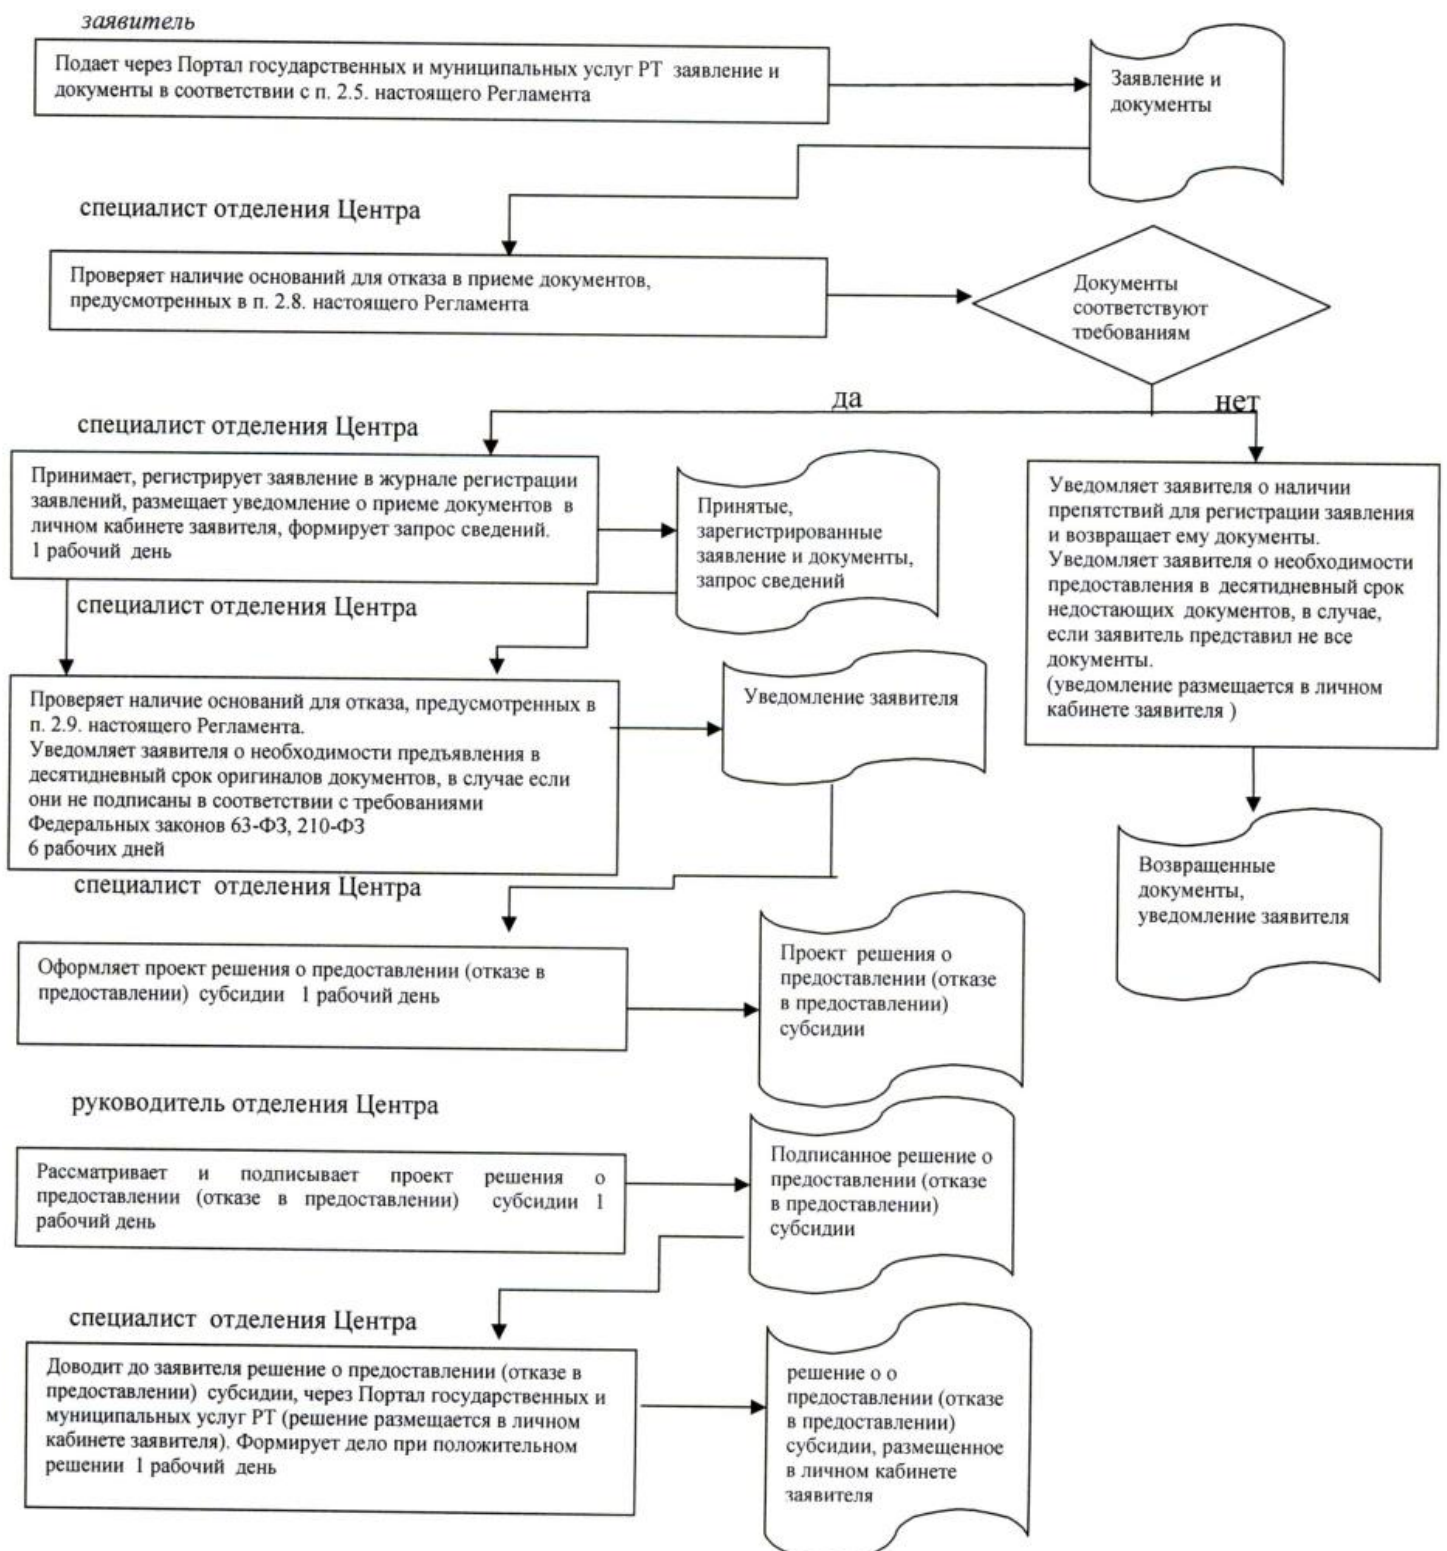 заявитель
Подает через Портал государственных и муниципальных услуг РТ заявление и
документы в соответствии с п. 2.5. настоящего Регламента
Заявление и
документы
специалист отделения Центра
Проверяет наличие оснований для отказа в приеме документов,
предусмотренных в п. 2.8. настоящего Регламента
Документы
соответствуют
требованиям
да
нет
специалист отделения Центра
Принимает, регистрирует заявление в журнале регистрации
заявлений, размещает уведомление о приеме документов в
личном кабинете заявителя, формирует запрос сведений.
1 рабочий день
Принятые,
зарегистрированные
заявление и документы,
запрос сведений
Уведомляет заявителя о наличии
препятствий для регистрации заявления
и возвращает ему документы.
Уведомляет заявителя о необходимости
предоставления в десятидневный срок
недостающих документов, в случае,
если заявитель представил не все
документы.
(уведомление размещается в личном
кабинете заявителя )
специалист отделения Центра
Проверяет наличие оснований для отказа, предусмотренных в
п. 2.9. настоящего Регламента.
Уведомляет заявителя о необходимости предъявления в
десятидневный срок оригиналов документов, в случае если
они не подписаны в соответствии с требованиями
Федеральных законов 63-ФЗ, 210-ФЗ
6 рабочих дней
Уведомление заявителя
Возвращенные
документы,
уведомление заявителя
специалист отделения Центра
Оформляет проект решения о предоставлении (отказе в
предоставлении) субсидии 1 рабочий день
Проект решения о
предоставлении (отказе
в предоставлении)
субсидии
руководитель отделения Центра
Рассматривает и подписывает проект решения о
предоставлении (отказе в предоставлении) субсидии 1
рабочий день
Подписанное решение о
предоставлении (отказе
в предоставлении)
субсидии
специалист отделения Центра
Доводит до заявителя решение о предоставлении (отказе в
предоставлении) субсидии, через Портал государственных и
муниципальных услуг РТ (решение размещается в личном
кабинете заявителя). Формирует дело при положительном
решении 1 рабочий день
решение о о
предоставлении (отказе
в предоставлении)
субсидии, размещенное
в личном кабинете
заявителя